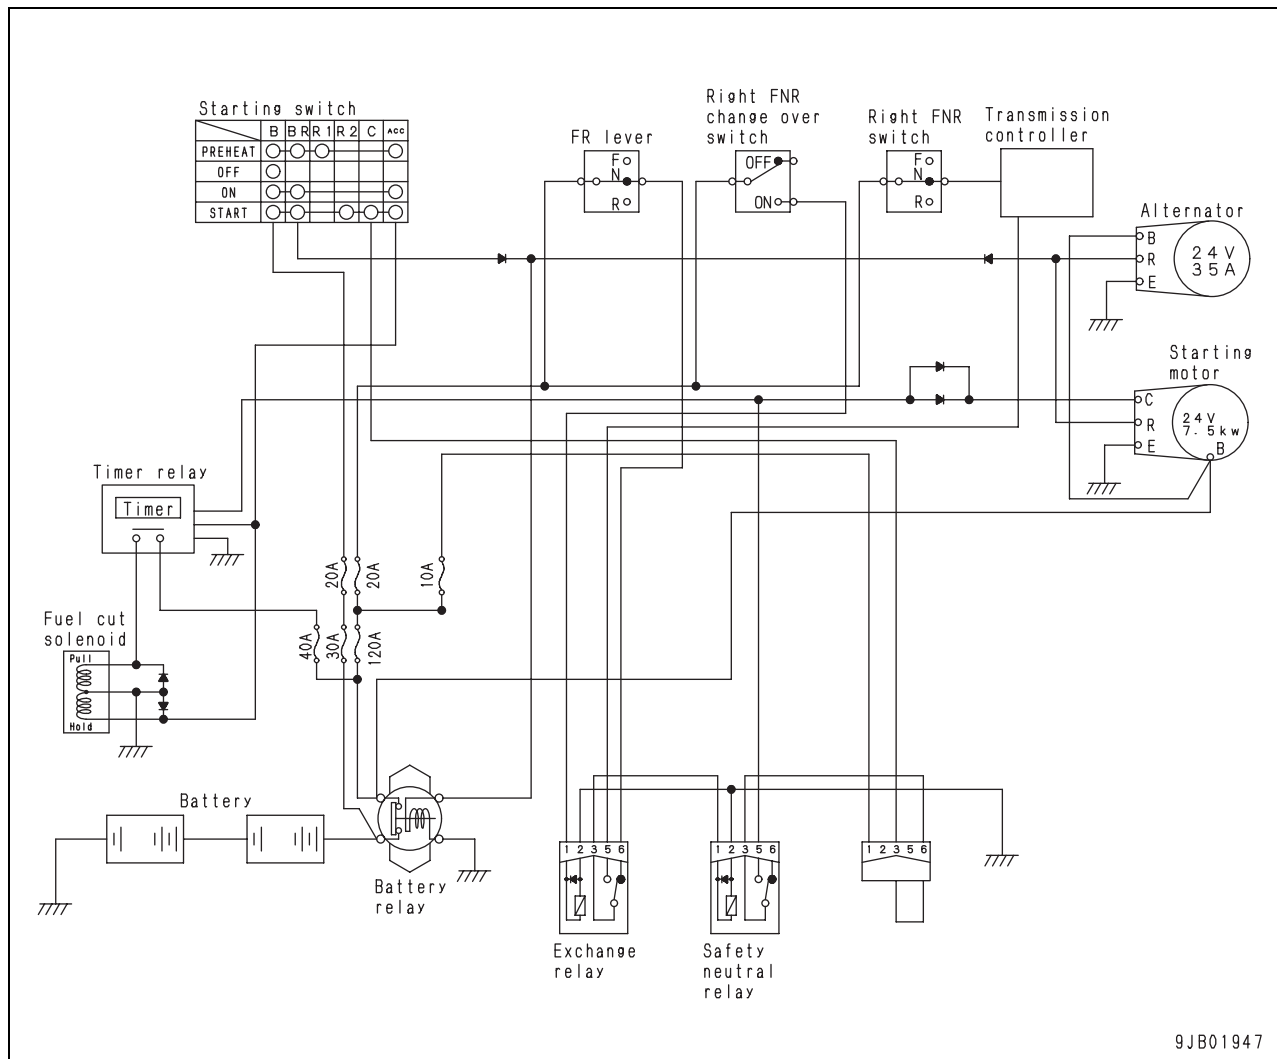 Starting switch
B BR R1 R2 C ACC
PREHEAT
OFF
ON
START
FR lever
F
N
R
Right FNR
change over
switch
OFF
ON
Right FNR
switch
F
N
R
Transmission
controller
Alternator
B
R
E
24V
35A
Starting
motor
C
R
E
24V
7.5kw
B
Timer relay
Timer
20A
20A
10A
40A
30A
120A
Fuel cut
solenoid
Pull
Hold
Battery
Battery
relay
1 2 3 5 6
Exchange
relay
1 2 3 5 6
Safety
neutral
relay
1 2 3 5 6
9JB01947